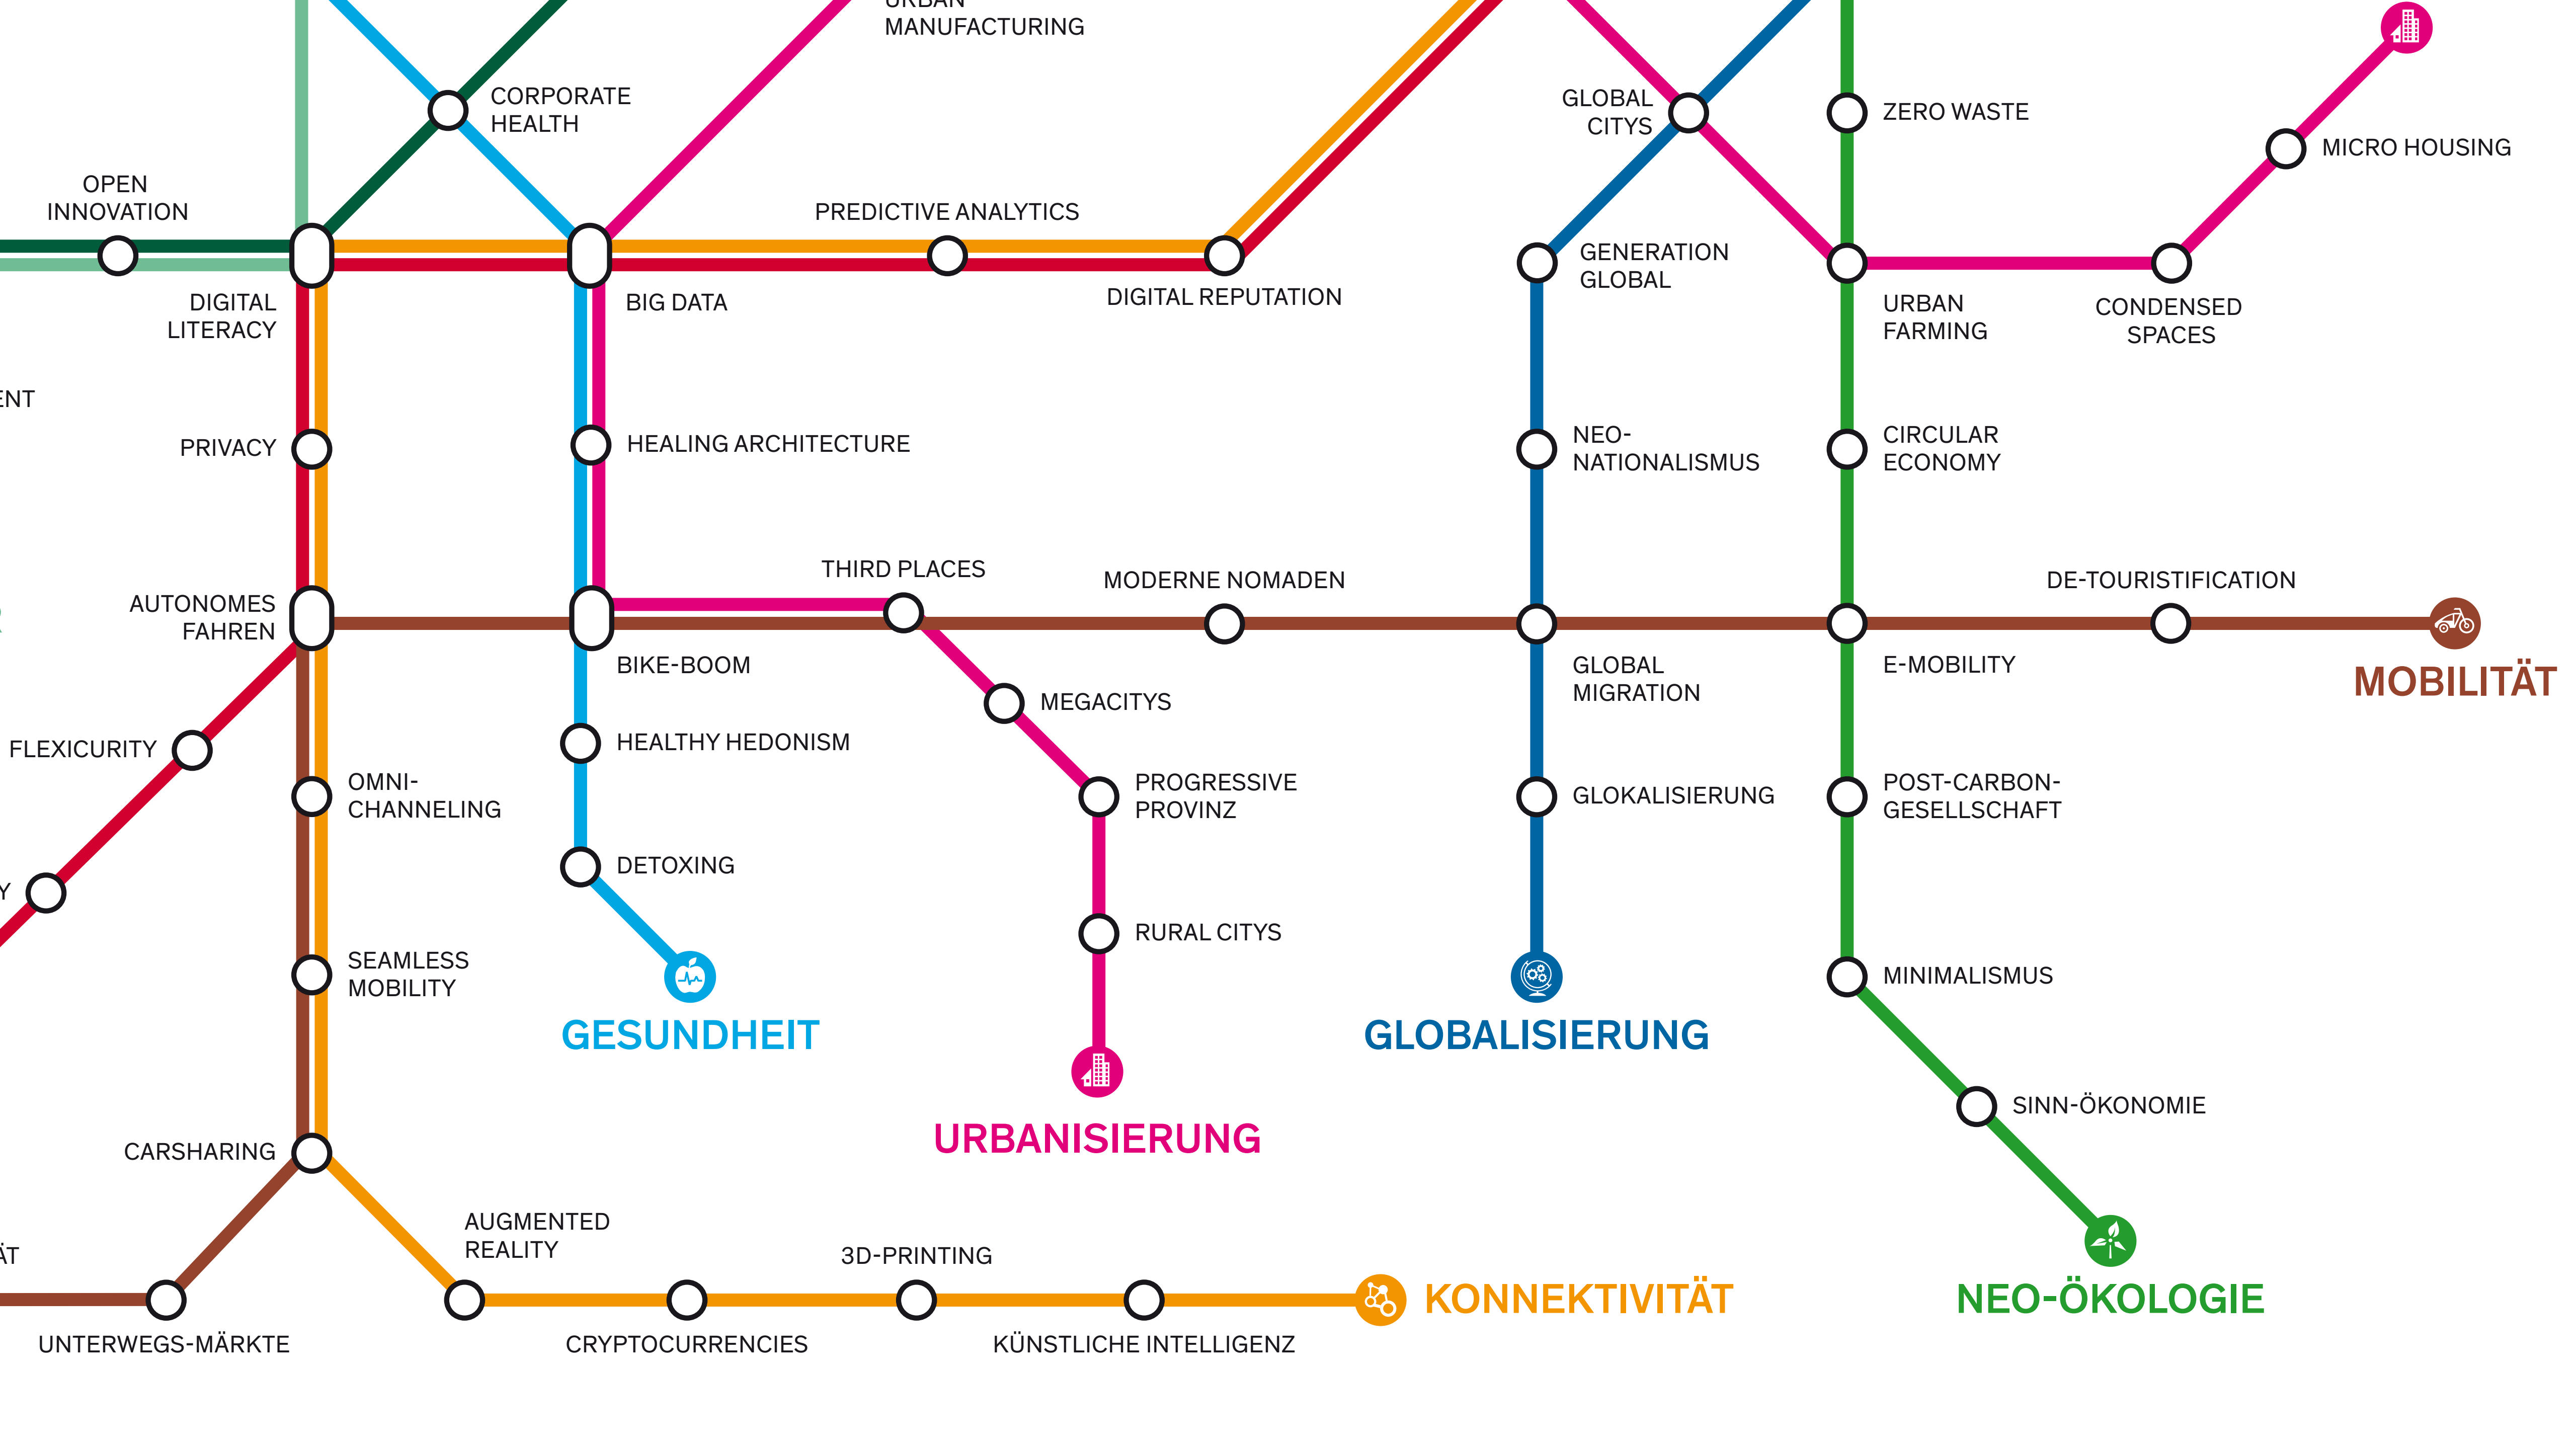 URBAN
MANUFACTURING
CORPORATE
HEALTH
GLOBAL
CITYS
ZERO WASTE
MICRO HOUSING
OPEN
INNOVATION
PREDICTIVE ANALYTICS
GENERATION
GLOBAL
DIGITAL
LITERACY
BIG DATA
DIGITAL REPUTATION
URBAN
FARMING
CONDENSED
SPACES
ENT
PRIVACY
HEALING ARCHITECTURE
NEO-
NATIONALISMUS
CIRCULAR
ECONOMY
AUTONOMES
FAHREN
THIRD PLACES
MODERNE NOMADEN
DE-TOURISTIFICATION
BIKE-BOOM
GLOBAL
MIGRATION
E-MOBILITY
MOBILITÄT
MEGACITYS
FLEXICURITY
HEALTHY HEDONISM
OMNI-
CHANNELING
PROGRESSIVE
PROVINZ
GLOKALISIERUNG
POST-CARBON-
GESELLSCHAFT
Y
DETOXING
RURAL CITYS
SEAMLESS
MOBILITY
MINIMALISMUS
GESUNDHEIT
GLOBALISIERUNG
URBANISIERUNG
SINN-ÖKONOMIE
CARSHARING
AUGMENTED
REALITY
ÄT
3D-PRINTING
KONNEKTIVITÄT
NEO-ÖKOLOGIE
UNTERWEGS-MÄRKTE
CRYPTOCURRENCIES
KÜNSTLICHE INTELLIGENZ